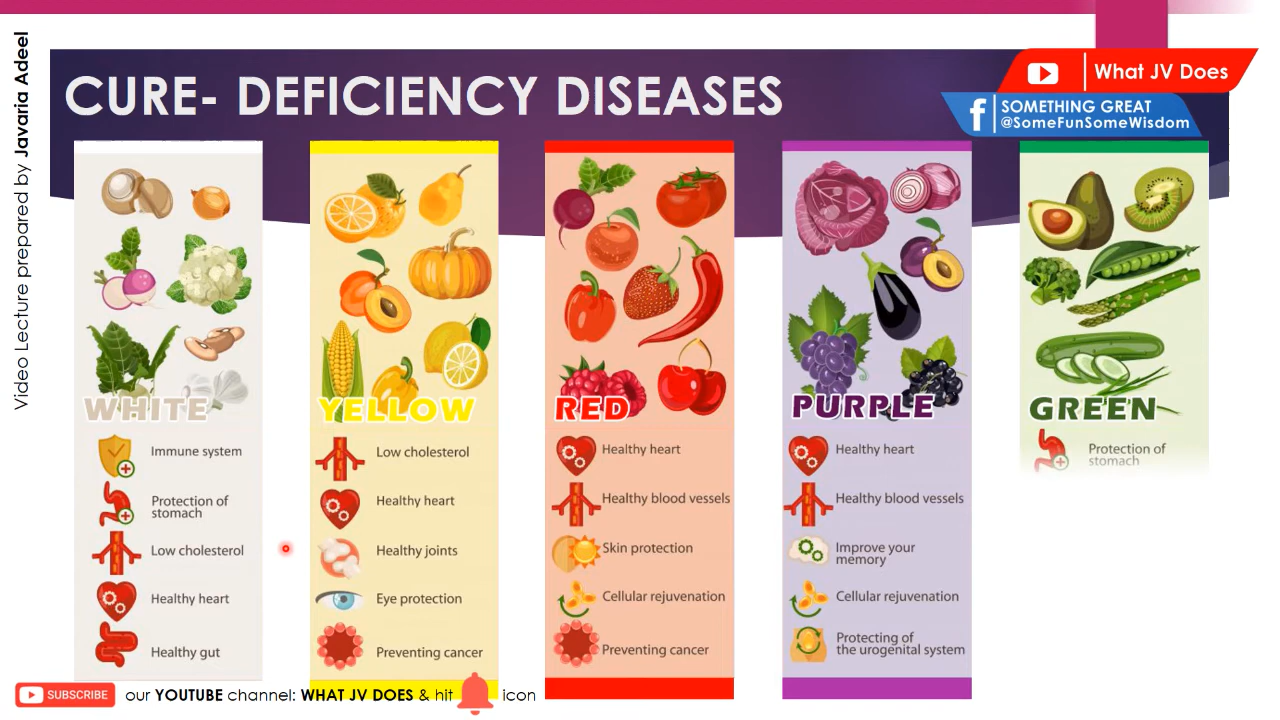 Video Lecture prepared by Javaria Adeel
CURE- DEFICIENCY DISEASES
What JV Does
SOMETHING GREAT
@SomeFunSomeWisdom
WHITE
Immune system
Protection of
stomach
Low cholesterol
Healthy heart
Healthy gut
YELLOW
Low cholesterol
Healthy heart
Healthy joints
Eye protection
Preventing cancer
RED
Healthy heart
Healthy blood vessels
Skin protection
Cellular rejuvenation
Preventing cancer
PURPLE
Healthy heart
Healthy blood vessels
Improve your
memory
Cellular rejuvenation
Protecting of
the urogenital system
GREEN
Protection of
stomach
SUBSCRIBE our YOUTUBE channel: WHAT JV DOES & hit icon